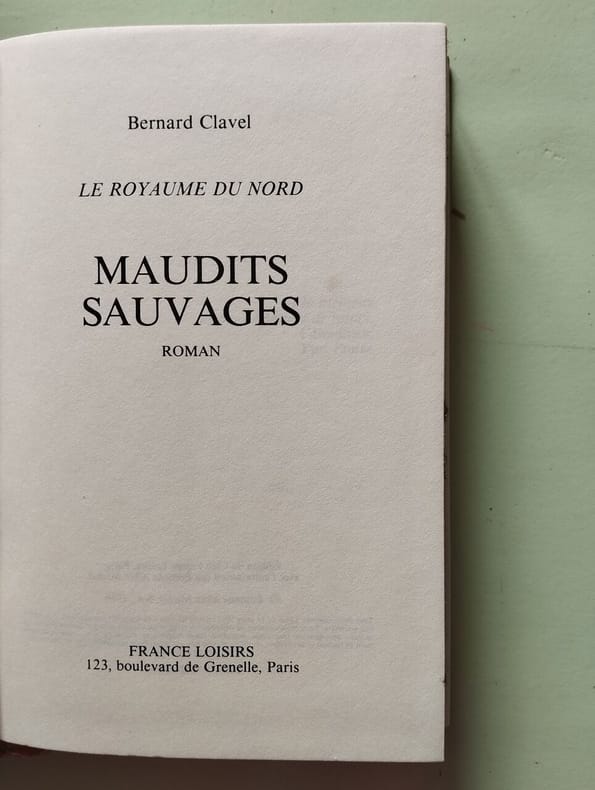 Bernard Clavel
LE ROYAUME DU NORD
MAUDITS
SAUVAGES
ROMAN
FRANCE LOISIRS
123, boulevard de Grenelle, Paris